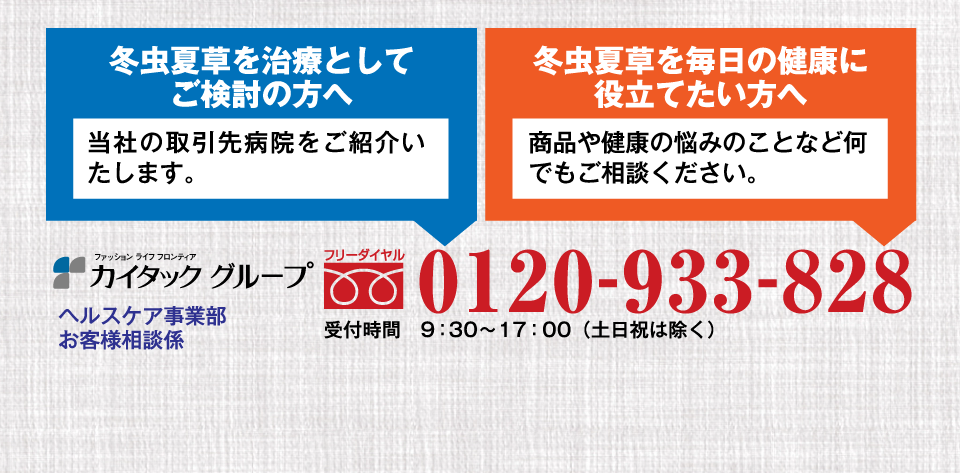 冬虫夏草を治療として
ご検討の方へ
当社の取引先病院をご紹介い
たします。
冬虫夏草を毎日の健康に
役立てたい方へ
商品や健康の悩みのことなど何
でもご相談ください。
ファッション ライフ フロンティア
カイタック グループ
ヘルスケア事業部
お客様相談係
フリーダイヤル
0120-933-828
受付時間 9:30〜17:00（土日祝は除く）